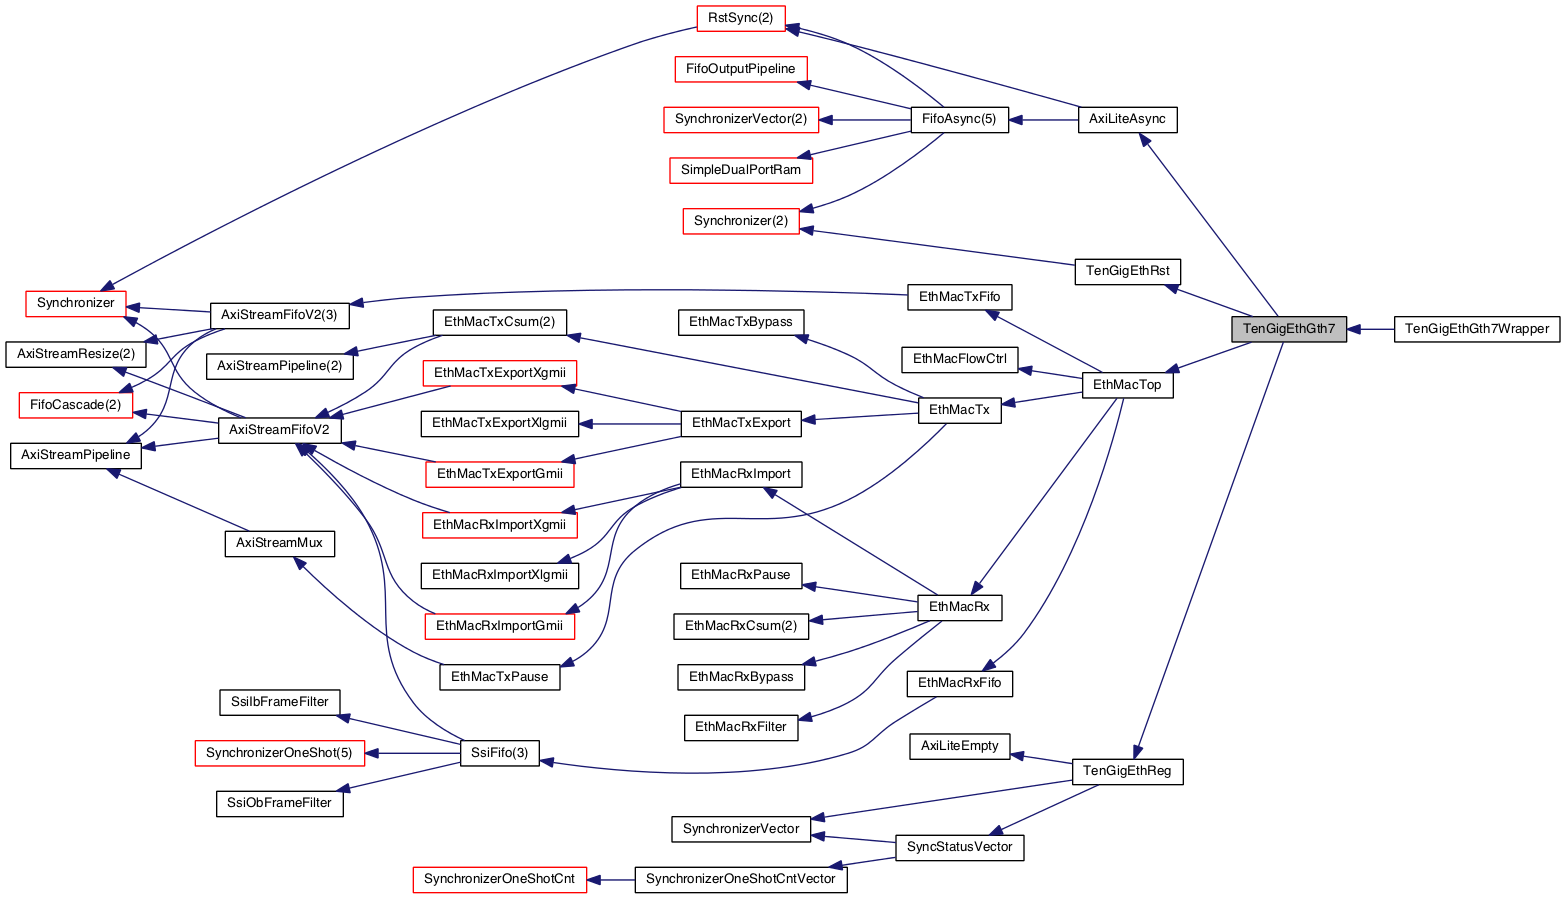 RstSync(2)
FifoOutputPipeline
SynchronizerVector(2)
FifoAsync(5)
AxiLiteAsync
SimpleDualPortRam
Synchronizer(2)
TenGigEthRst
Synchronizer
AxiStreamFifoV2(3)
EthMacTxFifo
EthMacTxCsum(2)
EthMacTxBypass
TenGigEthGth7
TenGigEthGth7Wrapper
AxiStreamResize(2)
AxiStreamPipeline(2)
EthMacFlowCtrl
EthMacTxExportXgmii
EthMacTop
FifoCascade(2)
EthMacTx
AxiStreamFifoV2
EthMacTxExportXlgmii
EthMacTxExport
AxiStreamPipeline
EthMacTxExportGmii
EthMacRxImport
EthMacRxImportXgmii
AxiStreamMux
EthMacRxImportXlgmii
EthMacRxPause
EthMacRx
EthMacRxImportGmii
EthMacRxCsum(2)
EthMacTxPause
EthMacRxBypass
EthMacRxFifo
SsiIbFrameFilter
EthMacRxFilter
SynchronizerOneShot(5)
SsiFifo(3)
AxiLiteEmpty
TenGigEthReg
SsiObFrameFilter
SynchronizerVector
SyncStatusVector
SynchronizerOneShotCnt
SynchronizerOneShotCntVector